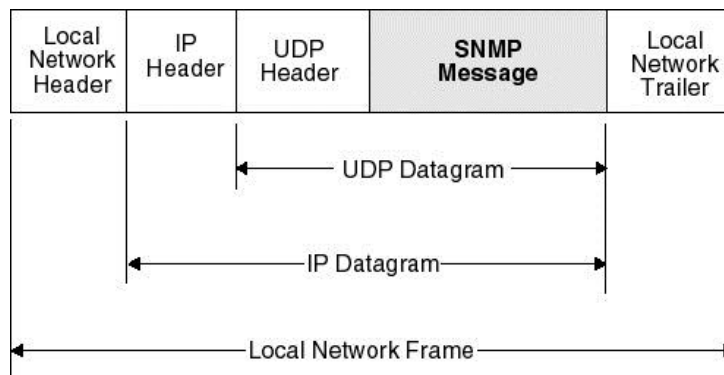 Local
Network
Header
IP
Header
UDP
Header
SNMP
Message
Local
Network
Trailer
UDP Datagram
IP Datagram
Local Network Frame